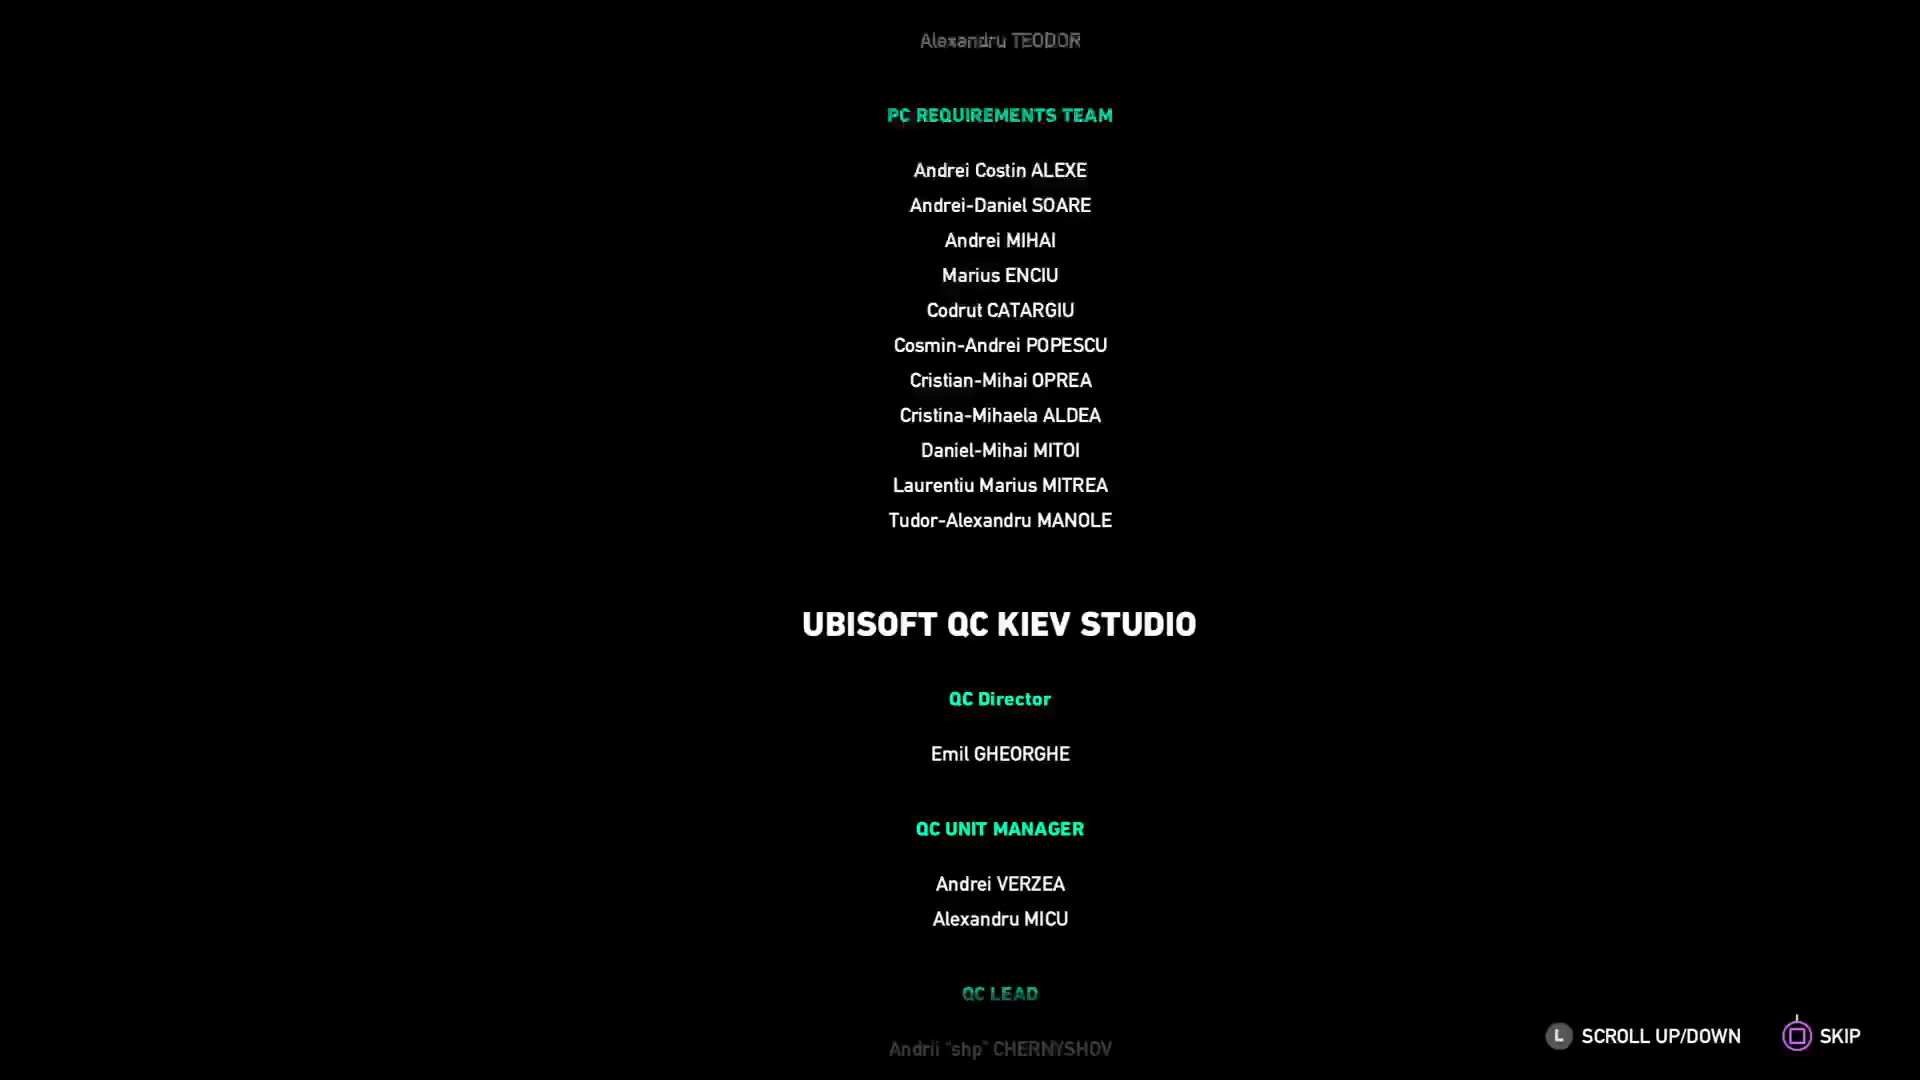 Alexandru TEODOR
PC REQUIREMENTS TEAM
Andrei Costin ALEXE
Andrei-Daniel SOARE
Andrei MIHAI
Marius ENCIU
Codrut CATARGIU
Cosmin-Andrei POPESCU
Cristian-Mihai OPREA
Cristina-Mihaela ALDEA
Daniel-Mihai MITOI
Laurentiu Marius MITREA
Tudor-Alexandru MANOLE
UBISOFT QC KIEV STUDIO
QC Director
Emil GHEORGHE
QC UNIT MANAGER
Andrei VERZEA
Alexandru MICU
QC LEAD
Andrii "shp" CHERNYSHOV
L SCROLL UP/DOWN SKIP